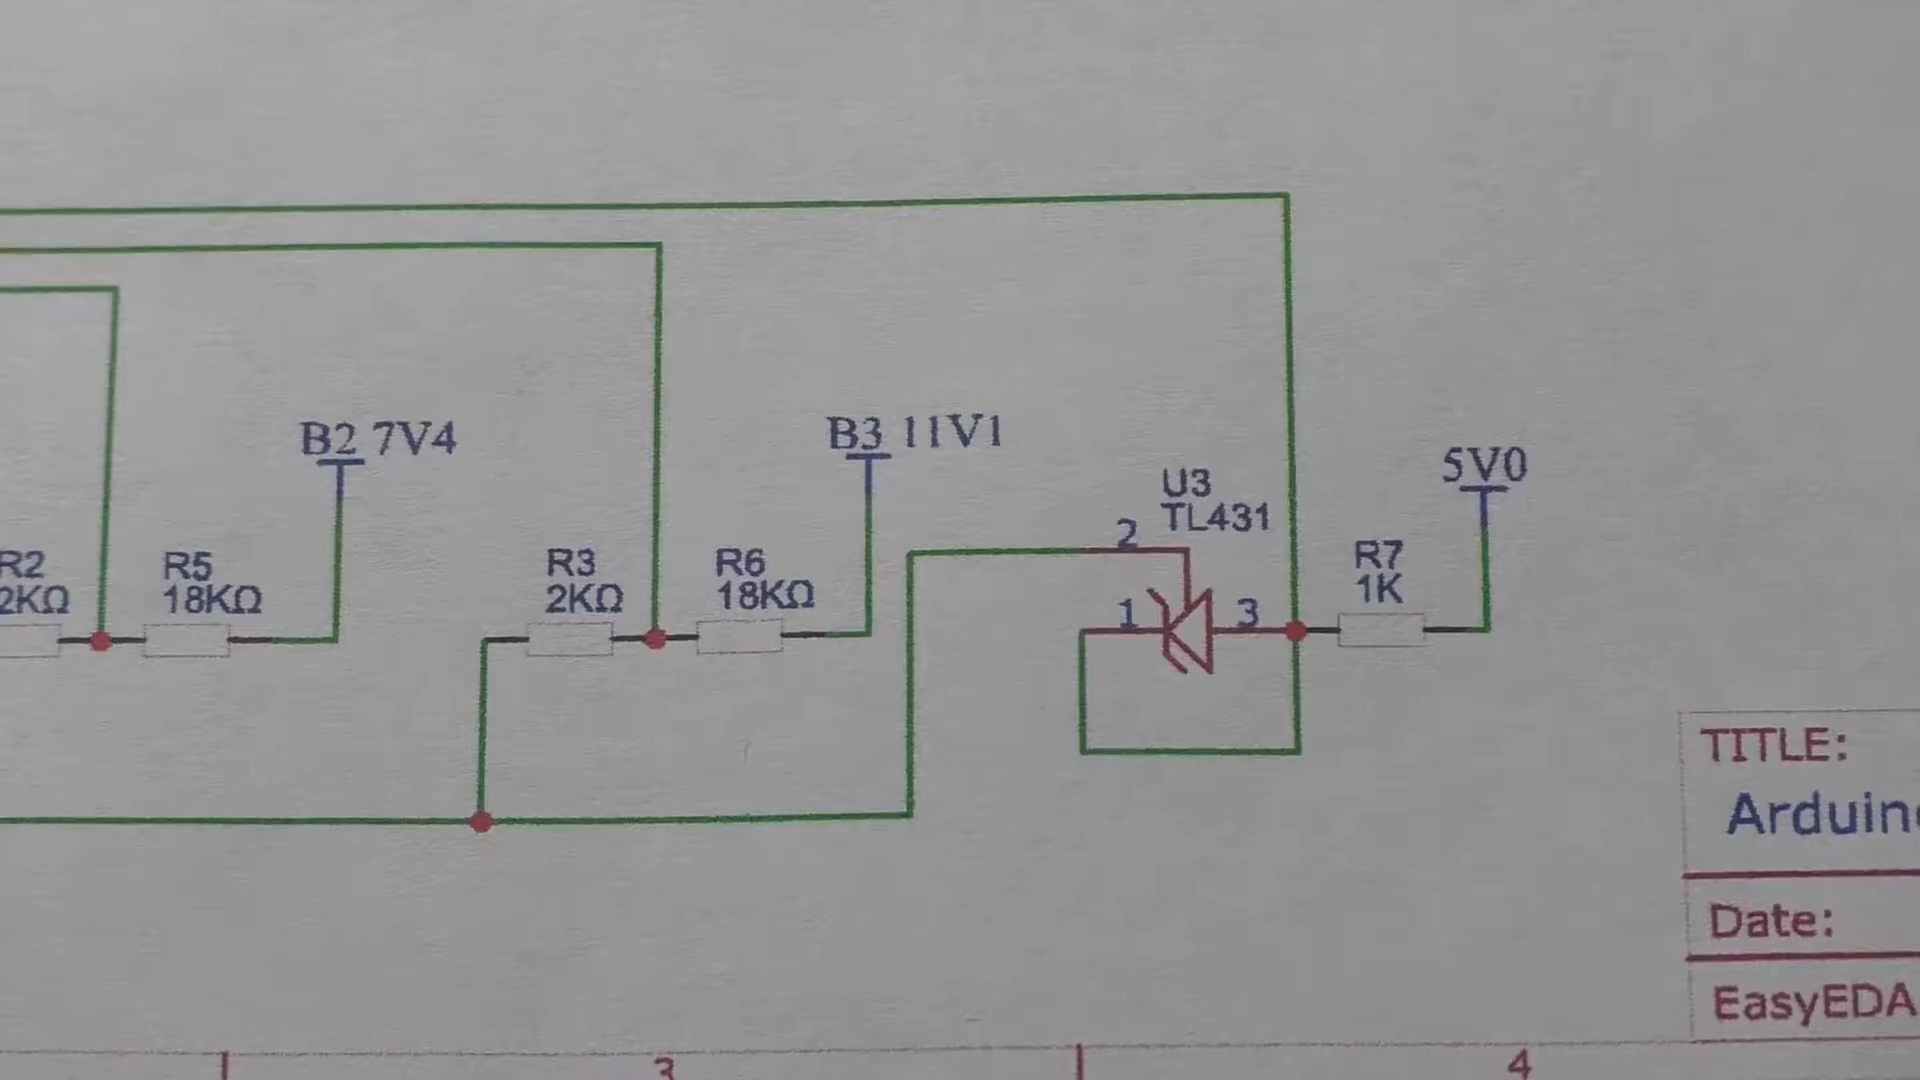 B2 7V4
B3 11V1
5V0
U3
TL431
2
1
3
R2
2KΩ
R5
18KΩ
R3
2KΩ
R6
18KΩ
R7
1K
TITLE:
Arduino
Date:
EasyEDA
3
4